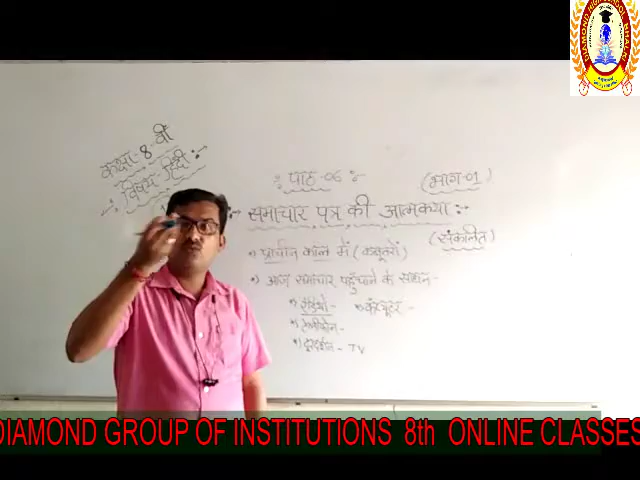 कक्षा - 8 वी
विषय - हिंदी :-
:- पाठ - 06 :-
(भाग - 01)
:- समाचार पत्र की आत्मकथा :-
(संकलित)
• प्राचीन काल में (कबूतरों)
• आज समाचार पहुँचाने के साधन -
• रेडियो -
• कंप्यूटर -
• टेलीफोन -
• दूरदर्शन - TV
DIAMOND GROUP OF INSTITUTIONS 8th ONLINE CLASSES